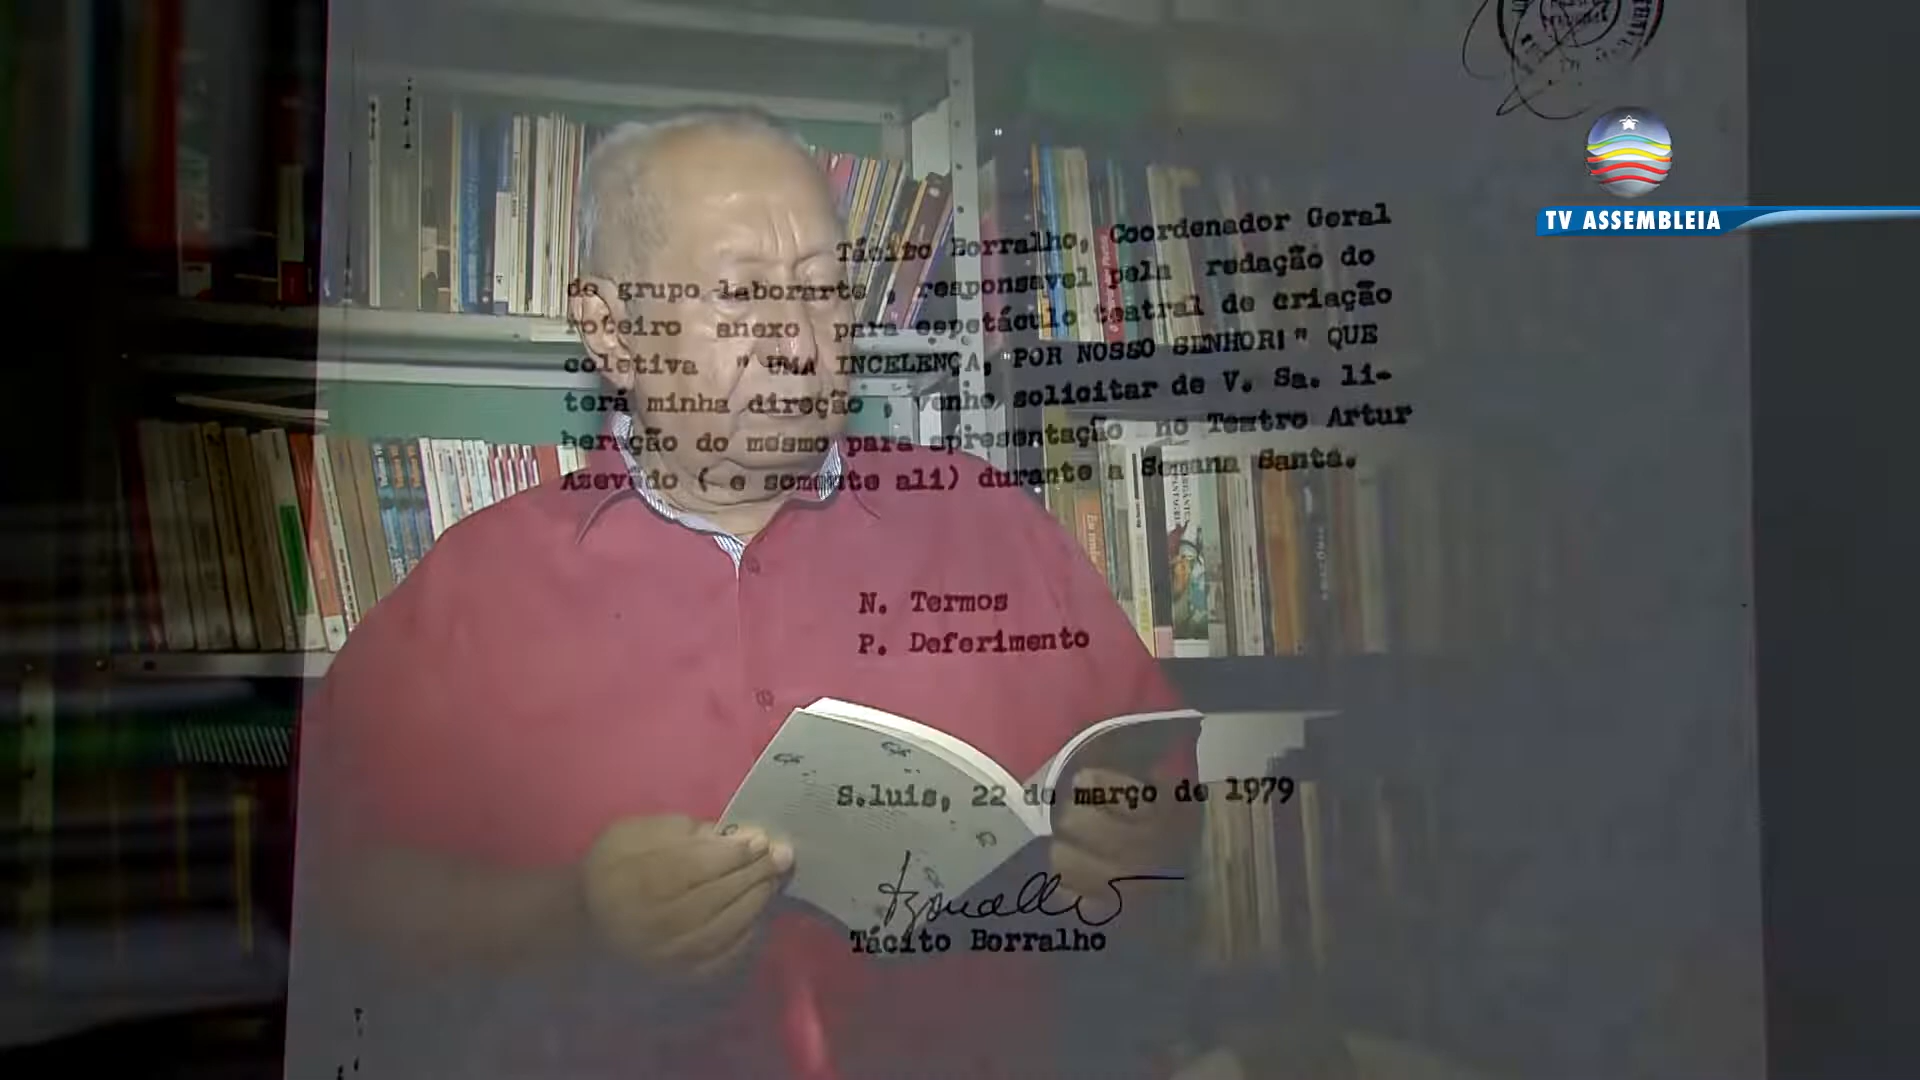 TV ASSEMBLEIA
Tácito Borralho, Coordenador Geral
do grupo laborarte, responsavel pela redação do
roteiro anexo para espetáculo teatral de criação
coletiva "UMA INCELENÇA, "POR NOSSO SENHOR!" QUE
terá minha direção, venho solicitar de V. Sa. li-
beração do mesmo para apresentação no Teatro Artur
Azevedo (e somente ali) durante a Semana Santa.
N. Termos
P. Deferimento
S.luis, 22 de março de 1979
Tácito Borralho